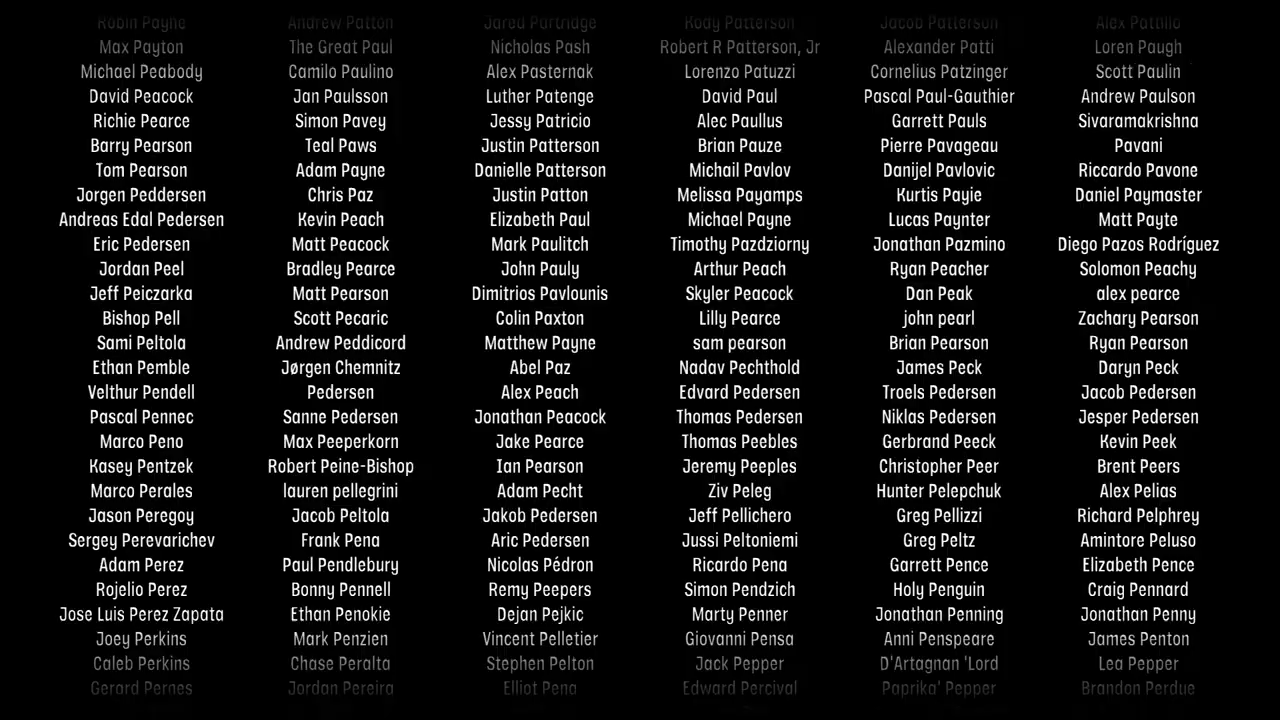 Robin Payne Andrew Patton Jared Partridge Rody Patterson Jacob Patterson Alex Pattillo
Max Payton The Great Paul Nicholas Pash Robert R Patterson, Jr Alexander Patti Loren Paugh
Michael Peabody Camilo Paulino Alex Pasternak Lorenzo Patuzzi Cornelius Patzinger Scott Paulin
David Peacock Jan Paulsson Luther Patenge David Paul Pascal Paul-Gauthier Andrew Paulson
Richie Pearce Simon Pavey Jessy Patricio Alec Paullus Garrett Pauls Sivaramakrishna
Barry Pearson Teal Paws Justin Patterson Brian Pauze Pierre Pavageau Pavani
Tom Pearson Adam Payne Danielle Patterson Michail Pavlov Danijel Pavlovic Riccardo Pavone
Jorgen Peddersen Chris Paz Justin Patton Melissa Payamps Kurtis Payie Daniel Paymaster
Andreas Edal Pedersen Kevin Peach Elizabeth Paul Michael Payne Lucas Paynter Matt Payte
Eric Pedersen Matt Peacock Mark Paulitch Timothy Pazdziorny Jonathan Pazmino Diego Pazos Rodríguez
Jordan Peel Bradley Pearce John Pauly Arthur Peach Ryan Peacher Solomon Peachy
Jeff Peiczarka Matt Pearson Dimitrios Pavlounis Skyler Peacock Dan Peak alex pearce
Bishop Pell Scott Pecaric Colin Paxton Lilly Pearce john pearl Zachary Pearson
Sami Peltola Andrew Peddicord Matthew Payne sam pearson Brian Pearson Ryan Pearson
Ethan Pemble Jørgen Chemnitz Abel Paz Nadav Pechthold James Peck Daryn Peck
Velthur Pendell Pedersen Alex Peach Edvard Pedersen Troels Pedersen Jacob Pedersen
Pascal Pennec Sanne Pedersen Jonathan Peacock Thomas Pedersen Niklas Pedersen Jesper Pedersen
Marco Peno Max Peeperkorn Jake Pearce Thomas Peebles Gerbrand Peeck Kevin Peek
Kasey Pentzek Robert Peine-Bishop Ian Pearson Jeremy Peeples Christopher Peer Brent Peers
Marco Perales lauren pellegrini Adam Pecht Ziv Peleg Hunter Pelepchuk Alex Pelias
Jason Peregoy Jacob Peltola Jakob Pedersen Jeff Pellichero Greg Pellizzi Richard Pelphrey
Sergey Perevarichev Frank Pena Aric Pedersen Jussi Peltoniemi Greg Peltz Amintore Peluso
Adam Perez Paul Pendlebury Nicolas Pédron Ricardo Pena Garrett Pence Elizabeth Pence
Rojelio Perez Bonny Pennell Remy Peepers Simon Pendzich Holy Penguin Craig Pennard
Jose Luis Perez Zapata Ethan Penokie Dejan Pejkic Marty Penner Jonathan Penning Jonathan Penny
Joey Perkins Mark Penzien Vincent Pelletier Giovanni Pensa Anni Penspeare James Penton
Caleb Perkins Chase Peralta Stephen Pelton Jack Pepper D'Artagnan 'Lord Lea Pepper
Gerard Pernes Jordan Pereira Elliot Pena Edward Percival Paprika' Pepper Brandon Perdue